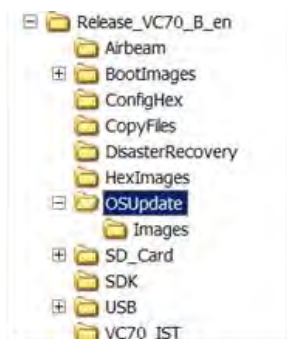 Release_VC70_B_en
Airbeam
BootImages
ConfigHex
CopyFiles
DisasterRecovery
HexImages
OSUpdate
Images
SD_Card
SDK
USB
VC70_IST